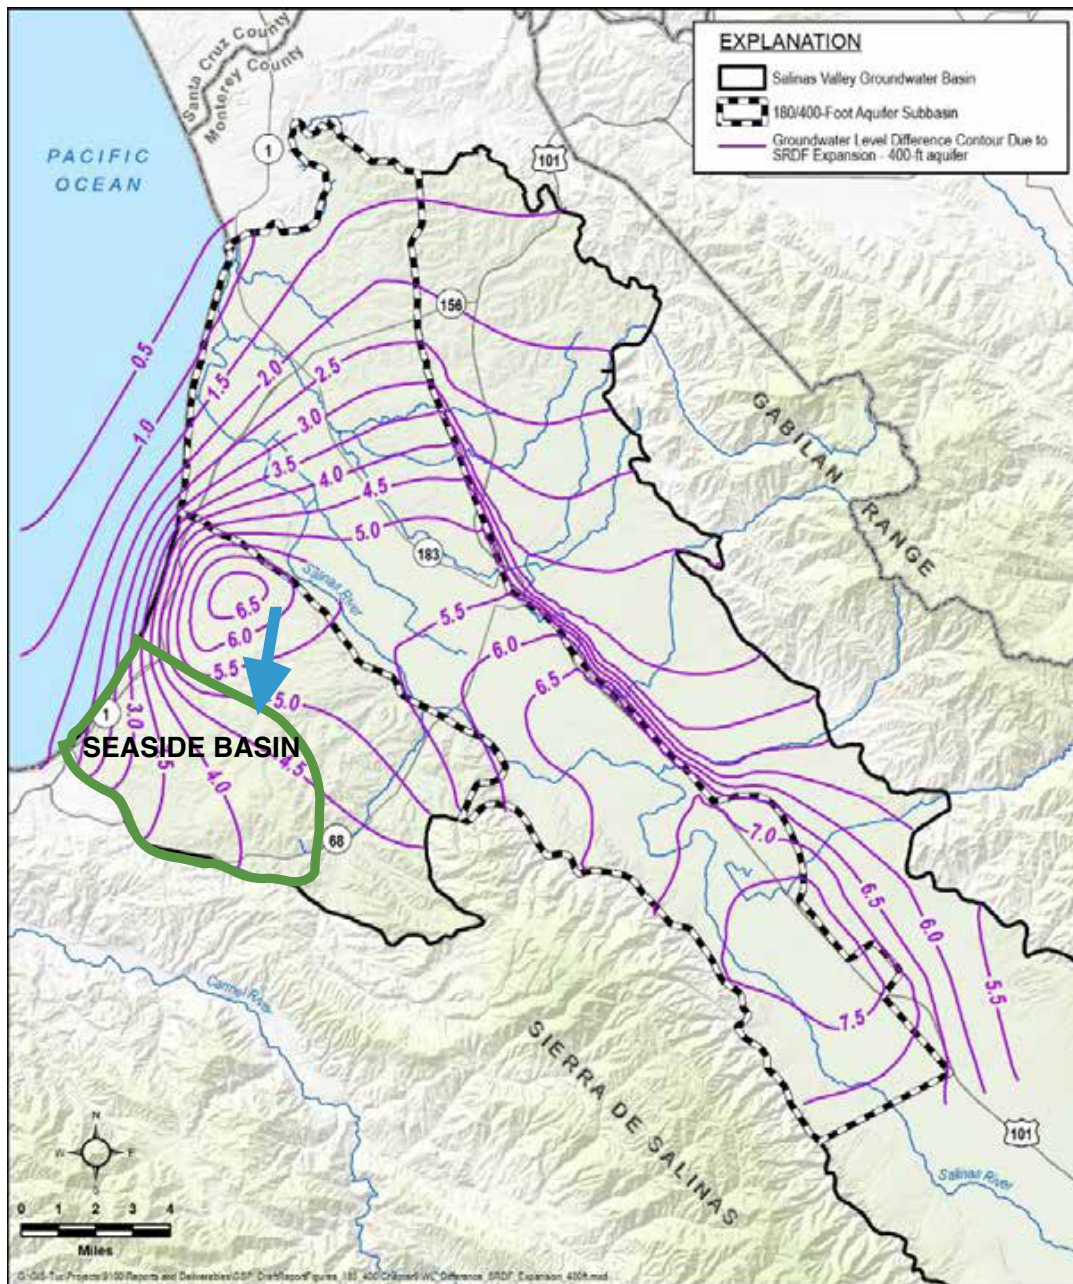 EXPLANATION
Salinas Valley Groundwater Basin
180/400-Foot Aquifer Subbasin
Groundwater Level Difference Contour Due to
SRDF Expansion - 400-ft aquifer
Santa Cruz County
Monterey County
PACIFIC
OCEAN
1
101
156
0.5
1.0
1.5
2.0
2.5
3.0
3.5
4.0
4.5
5.0
183
GABILAN
RANGE
Salinas River
6.5
6.0
5.5
5.0
5.5
6.0
6.5
1
3.0
SEASIDE BASIN
.5
4.0
4.5
68
7.0
6.5
6.0
5.5
7.5
Carmel River
SIERRA DE SALINAS
101
Salinas River
N
W
E
S
0 1 2 3 4
Miles